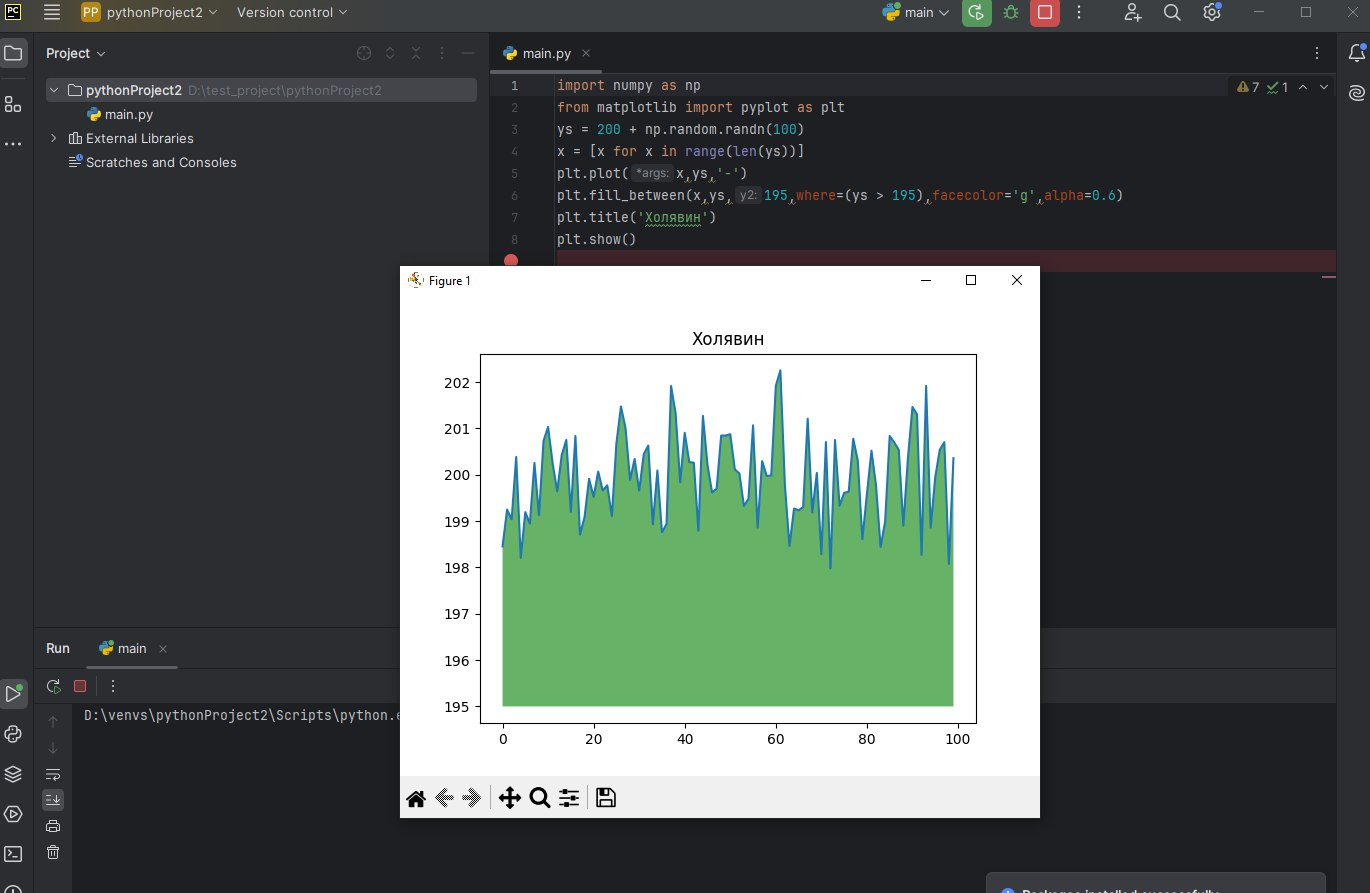 PC
PP pythonProject2 Version control main
Project
main.py
pythonProject2 D:\test_project\pythonProject2
main.py
External Libraries
Scratches and Consoles
7 1
1 import numpy as np
2 from matplotlib import pyplot as plt
3 ys = 200 + np.random.randn(100)
4 x = [x for x in range(len(ys))]
5 plt.plot( *args: x,ys,'-')
6 plt.fill_between(x,ys, y2: 195,where=(ys > 195),facecolor='g',alpha=0.6)
7 plt.title('Холявин')
8 plt.show()
Figure 1
Холявин
202
201
200
199
198
197
196
195
0 20 40 60 80 100
Run main
D:\venvs\pythonProject2\Scripts\python.e
Packages installed successfully